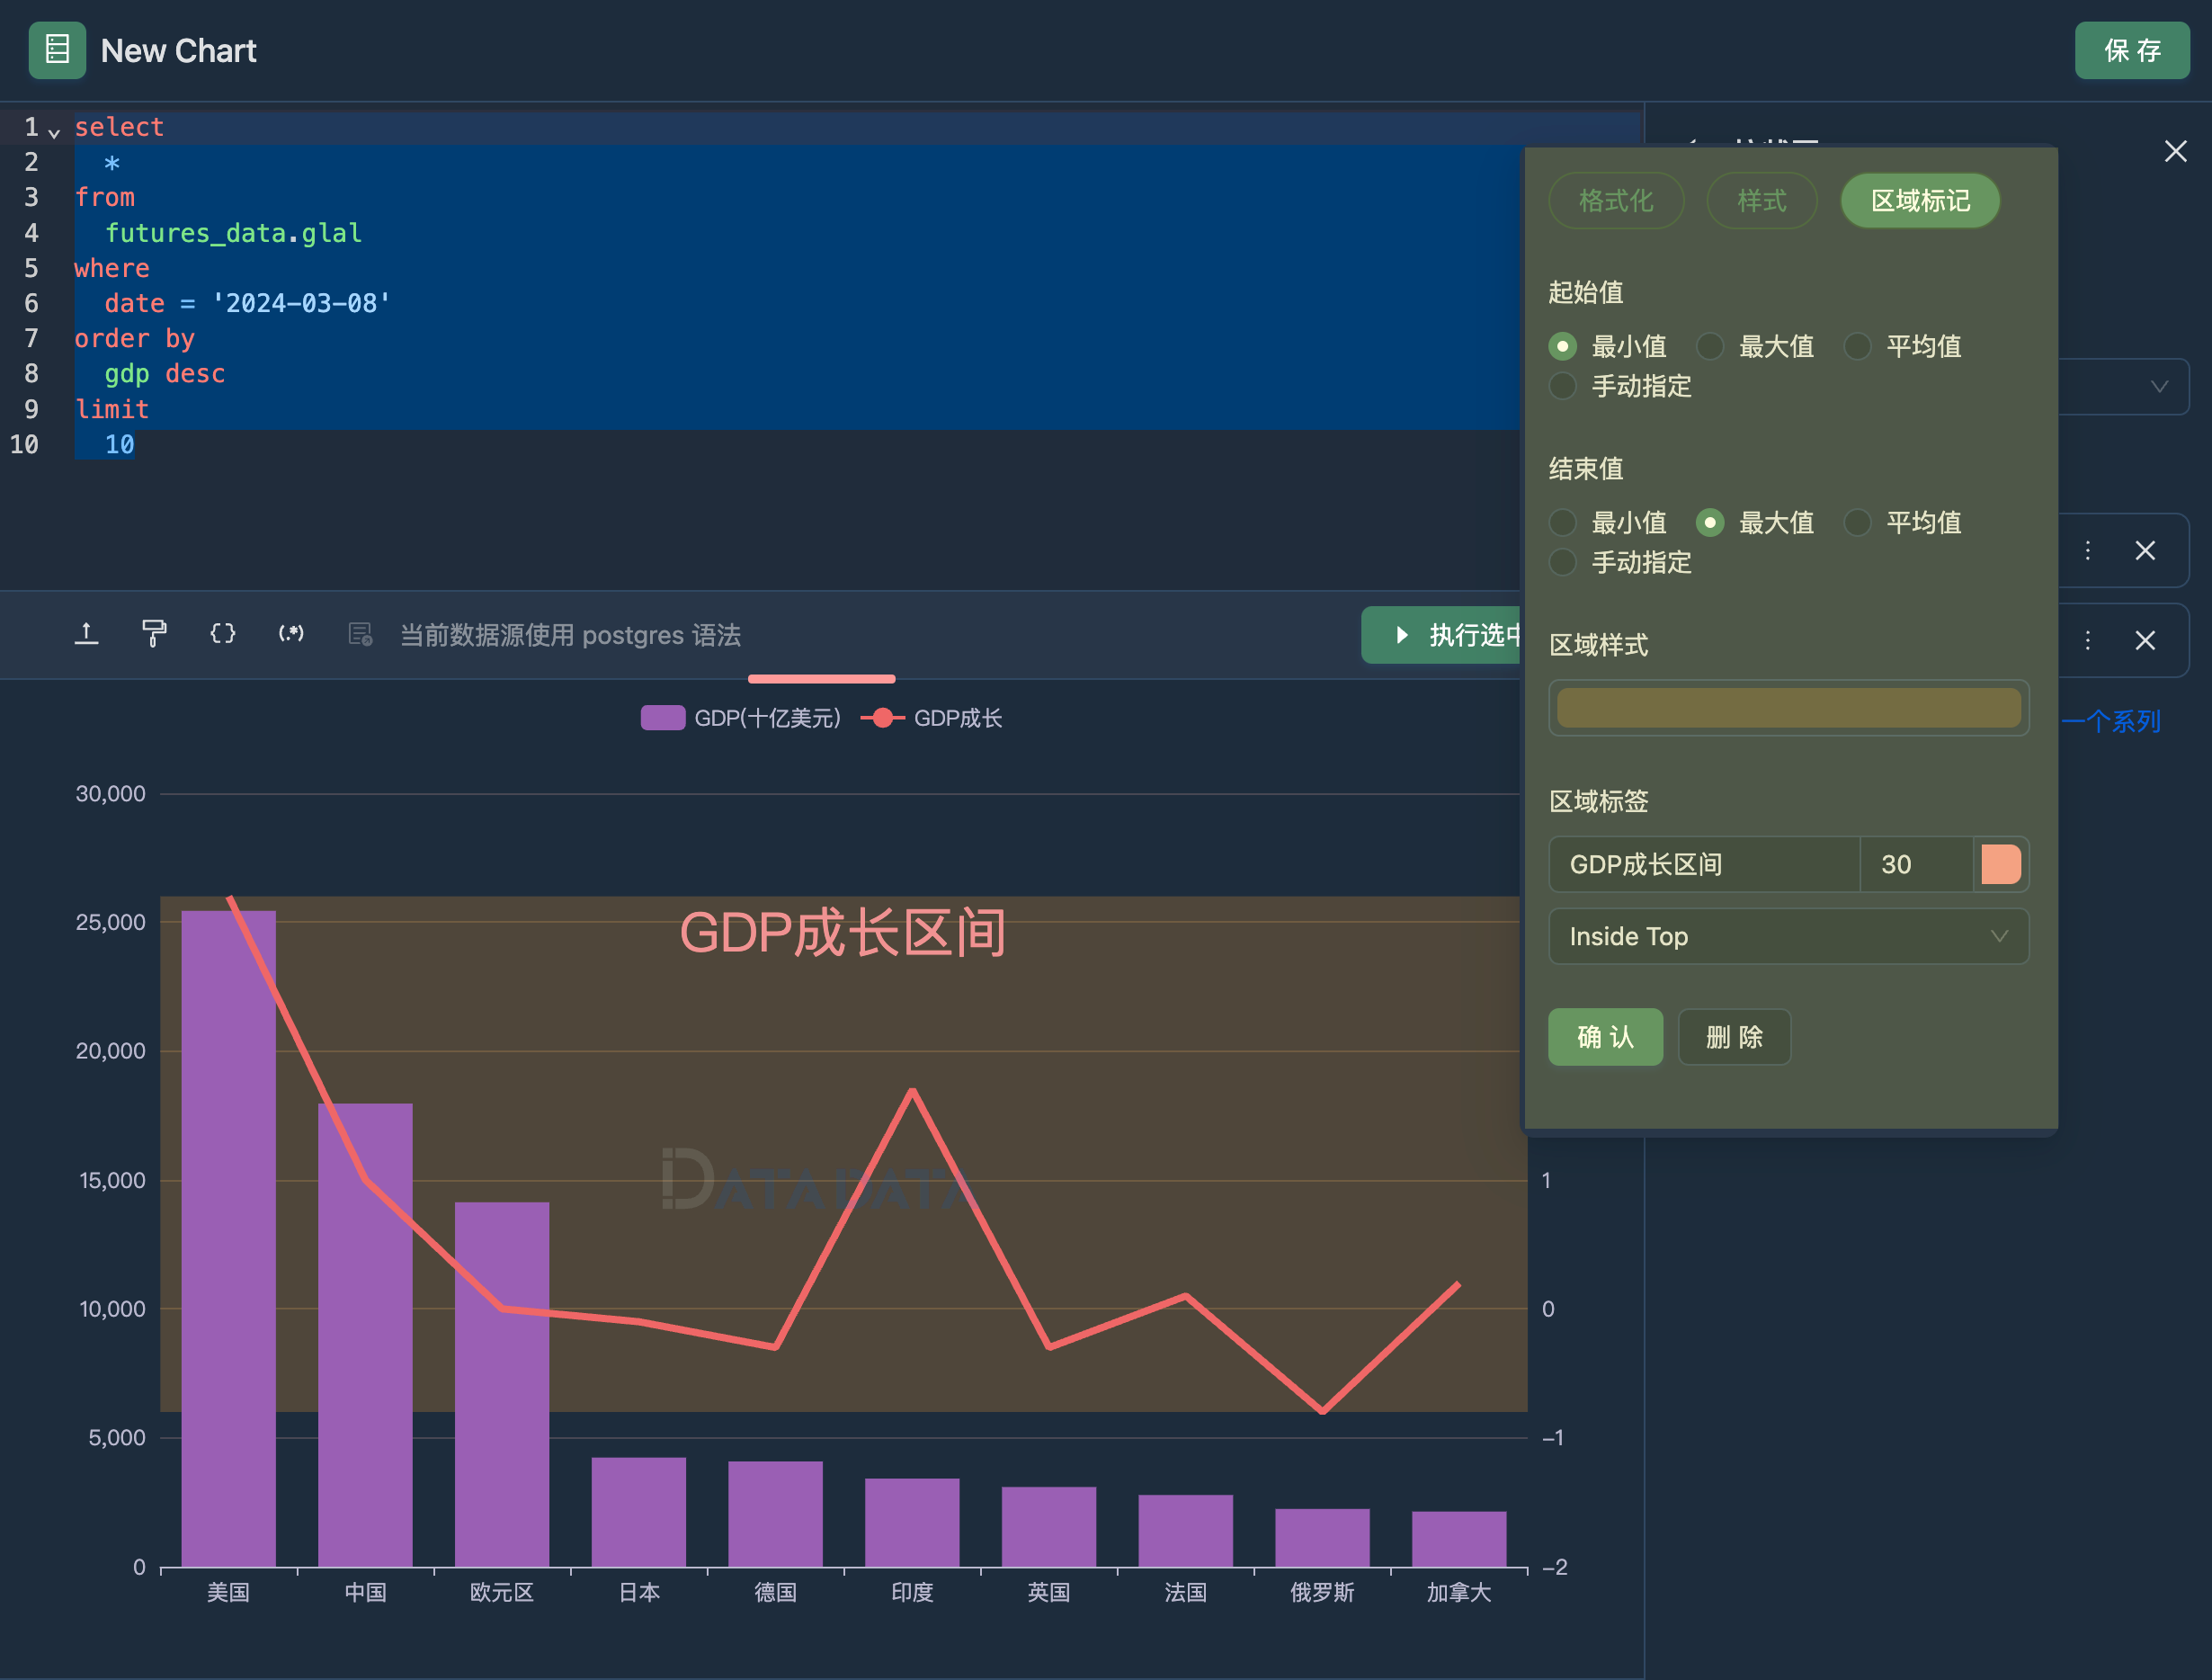 New Chart
保 存
1 select
2 *
3 from
4 futures_data.glal
5 where
6 date = '2024-03-08'
7 order by
8 gdp desc
9 limit
10 10
当前数据源使用 postgres 语法
执行选中
格式化 样式 区域标记
起始值
最小值 最大值 平均值
手动指定
结束值
最小值 最大值 平均值
手动指定
区域样式
区域标签
GDP成长区间 30
Inside Top
确 认 删 除
一个系列
GDP(十亿美元) GDP成长
30,000
25,000
20,000
15,000
10,000
5,000
0
GDP成长区间
DATA DATA
1
0
-1
-2
美国 中国 欧元区 日本 德国 印度 英国 法国 俄罗斯 加拿大